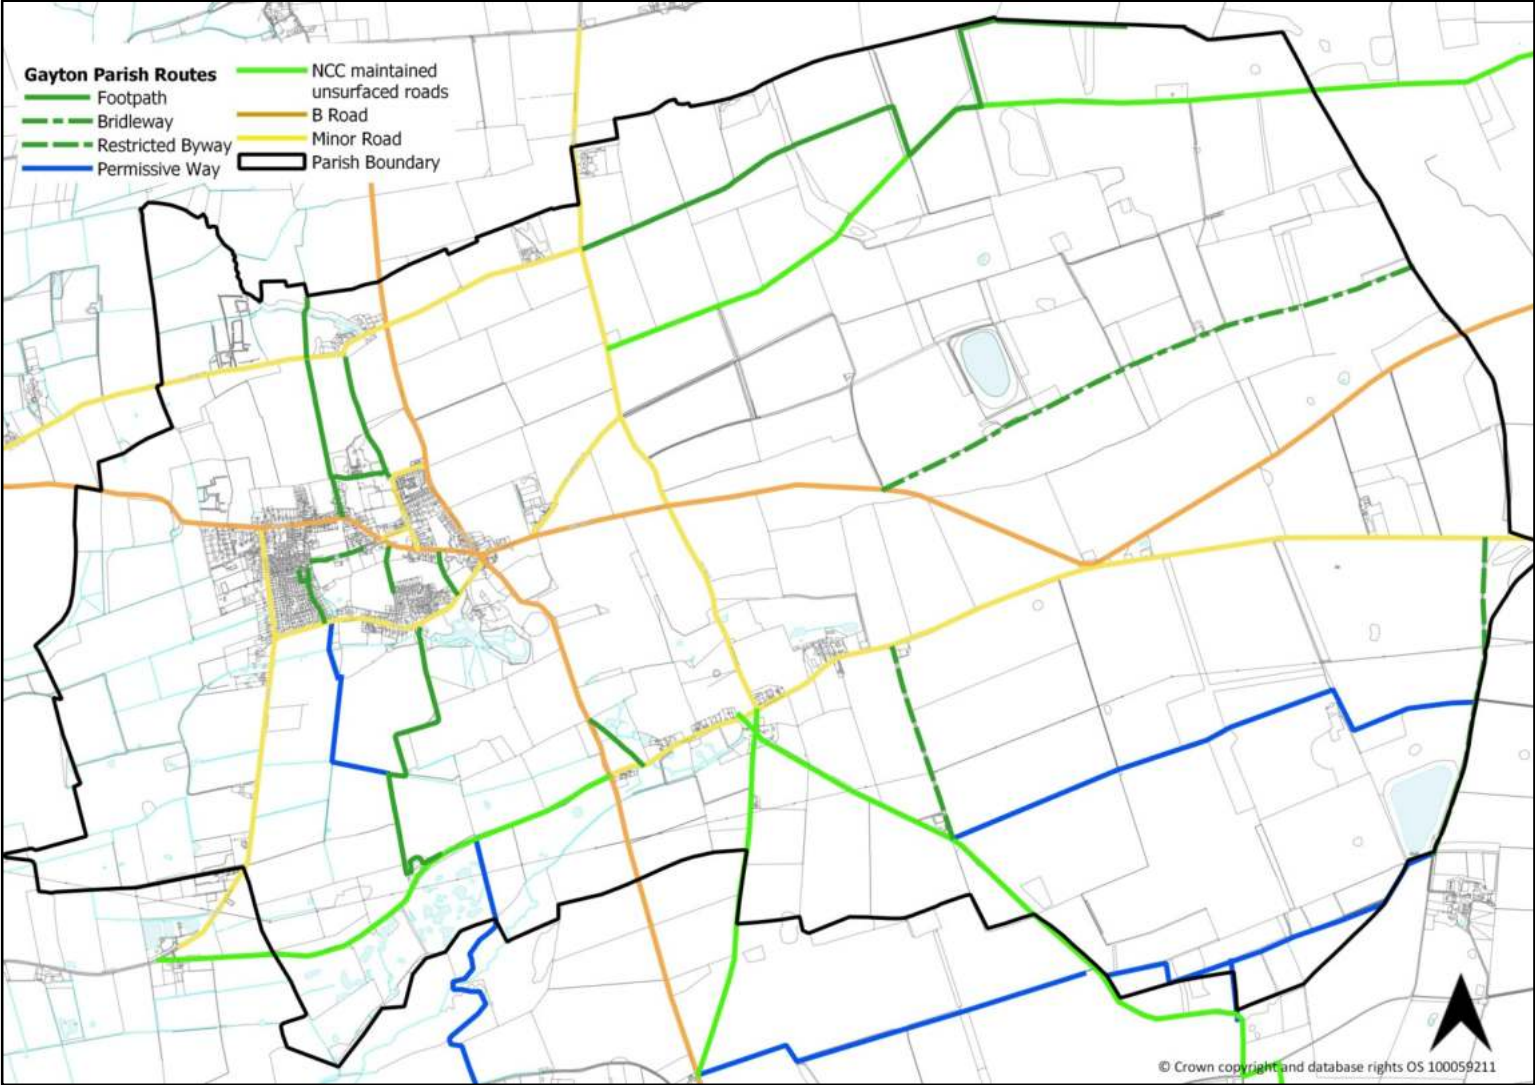 Gayton Parish Routes
Footpath
Bridleway
Restricted Byway
Permissive Way
NCC maintained
unsurfaced roads
B Road
Minor Road
Parish Boundary
© Crown copyright and database rights OS 100059211